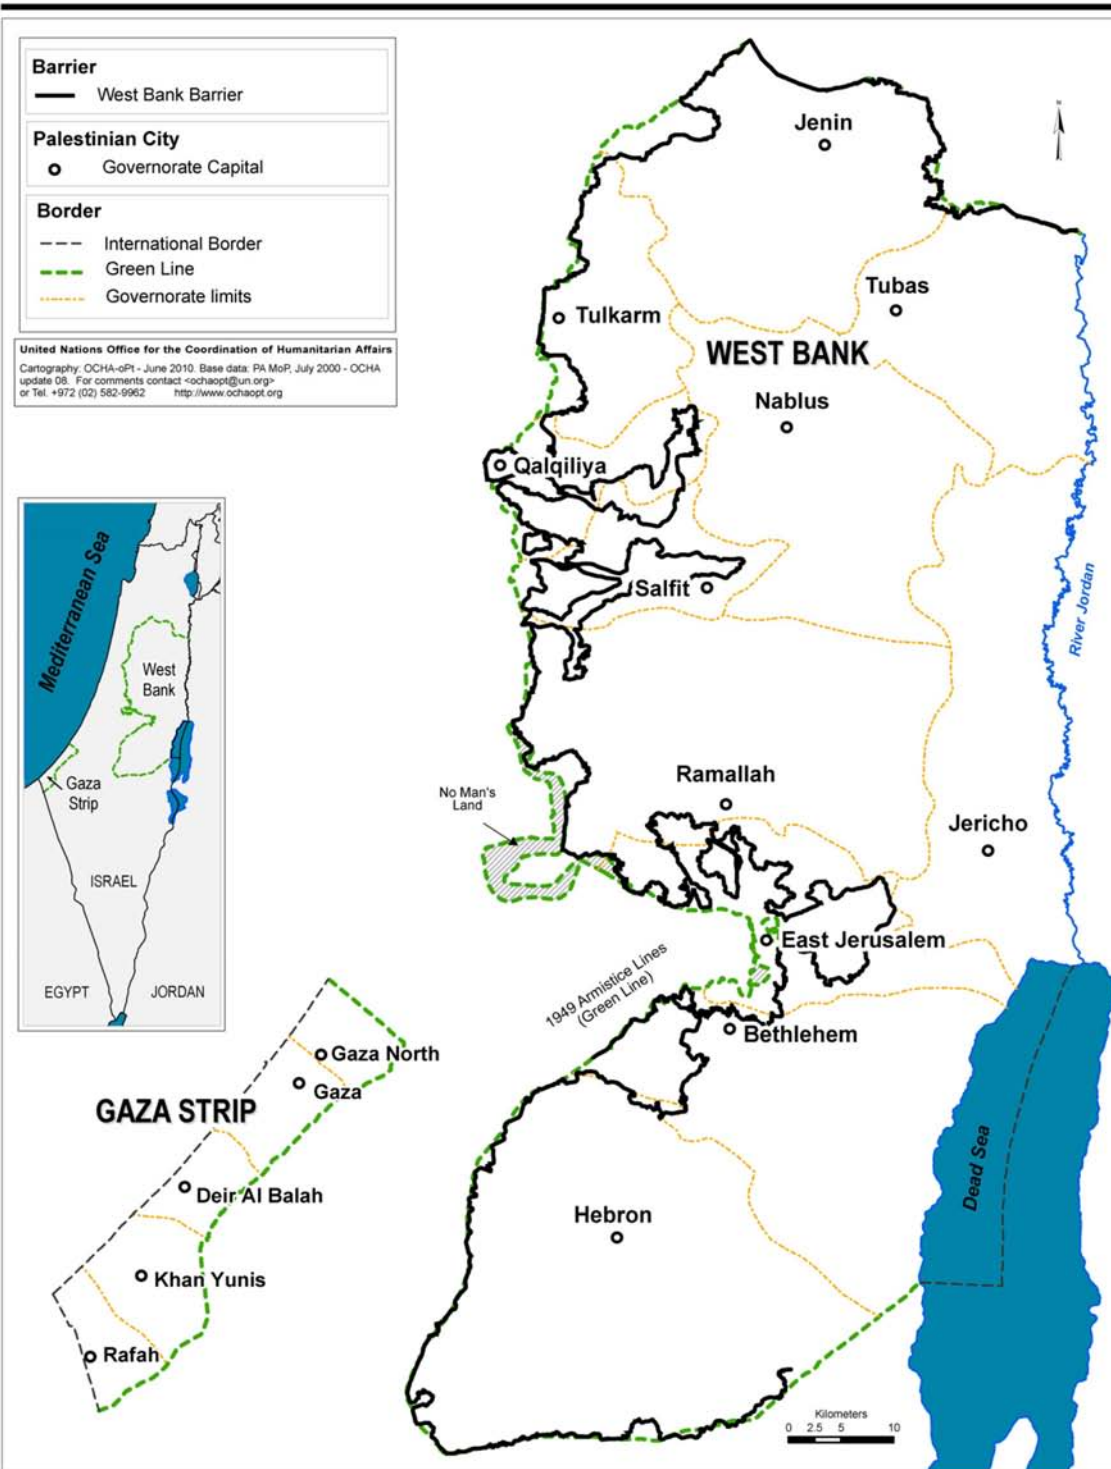 Barrier
West Bank Barrier
Palestinian City
Governorate Capital
Border
International Border
Green Line
Governorate limits
United Nations Office for the Coordination of Humanitarian Affairs
Cartography: OCHA-oPt - June 2010. Base data: PA MoP, July 2000 - OCHA
update 08. For comments contact <ochaopt@un.org>
or Tel. +972 (02) 582-9962 http://www.ochaopt.org
N
Jenin
Tubas
Tulkarm
WEST BANK
Nablus
Qalqiliya
Salfit
River Jordan
Ramallah
No Man's
Land
Jericho
East Jerusalem
1949 Armistice Lines
(Green Line)
Bethlehem
Hebron
Dead Sea
Kilometers
0 2.5 5 10
Mediterranean Sea
West
Bank
Gaza
Strip
ISRAEL
EGYPT
JORDAN
GAZA STRIP
Gaza North
Gaza
Deir Al Balah
Khan Yunis
Rafah